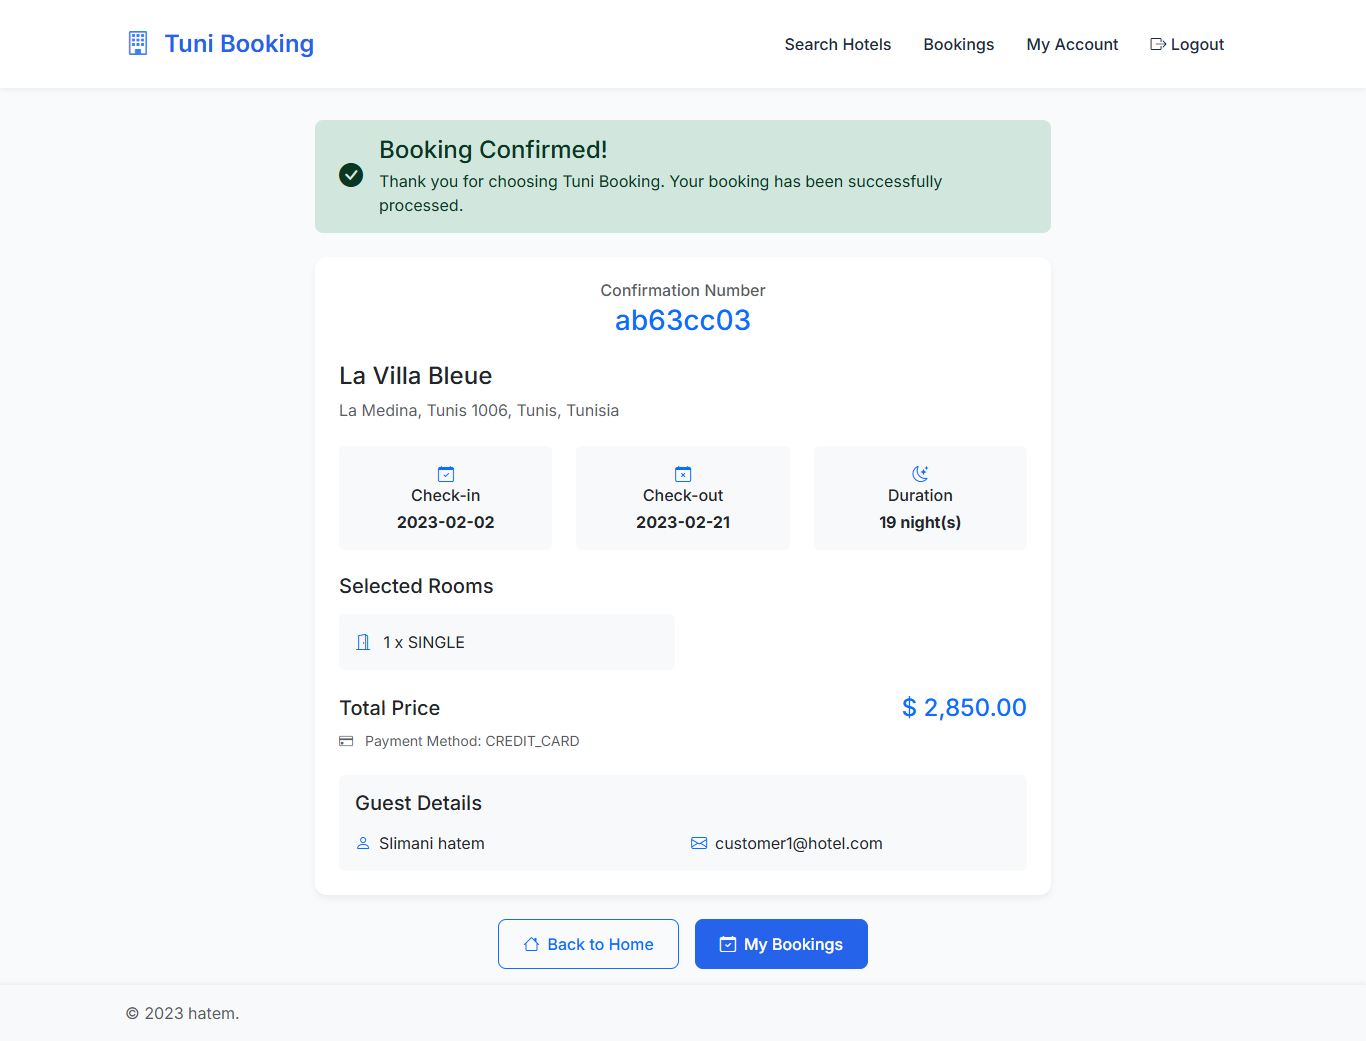 Tuni Booking
Search Hotels
Bookings
My Account
Logout
Booking Confirmed!
Thank you for choosing Tuni Booking. Your booking has been successfully
processed.
Confirmation Number
ab63cc03
La Villa Bleue
La Medina, Tunis 1006, Tunis, Tunisia
Check-in
2023-02-02
Check-out
2023-02-21
Duration
19 night(s)
Selected Rooms
1 x SINGLE
Total Price
$ 2,850.00
Payment Method: CREDIT_CARD
Guest Details
Slimani hatem
customer1@hotel.com
Back to Home
My Bookings
© 2023 hatem.